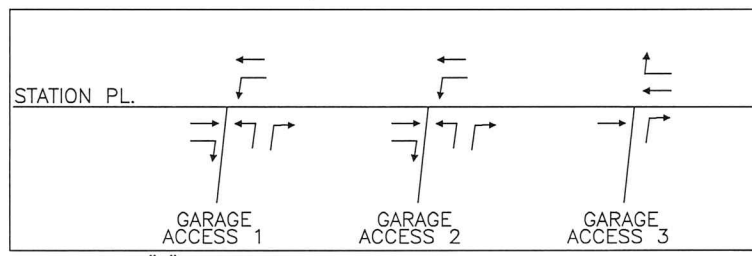 STATION PL.
GARAGE
ACCESS 1
GARAGE
ACCESS 2
GARAGE
ACCESS 3